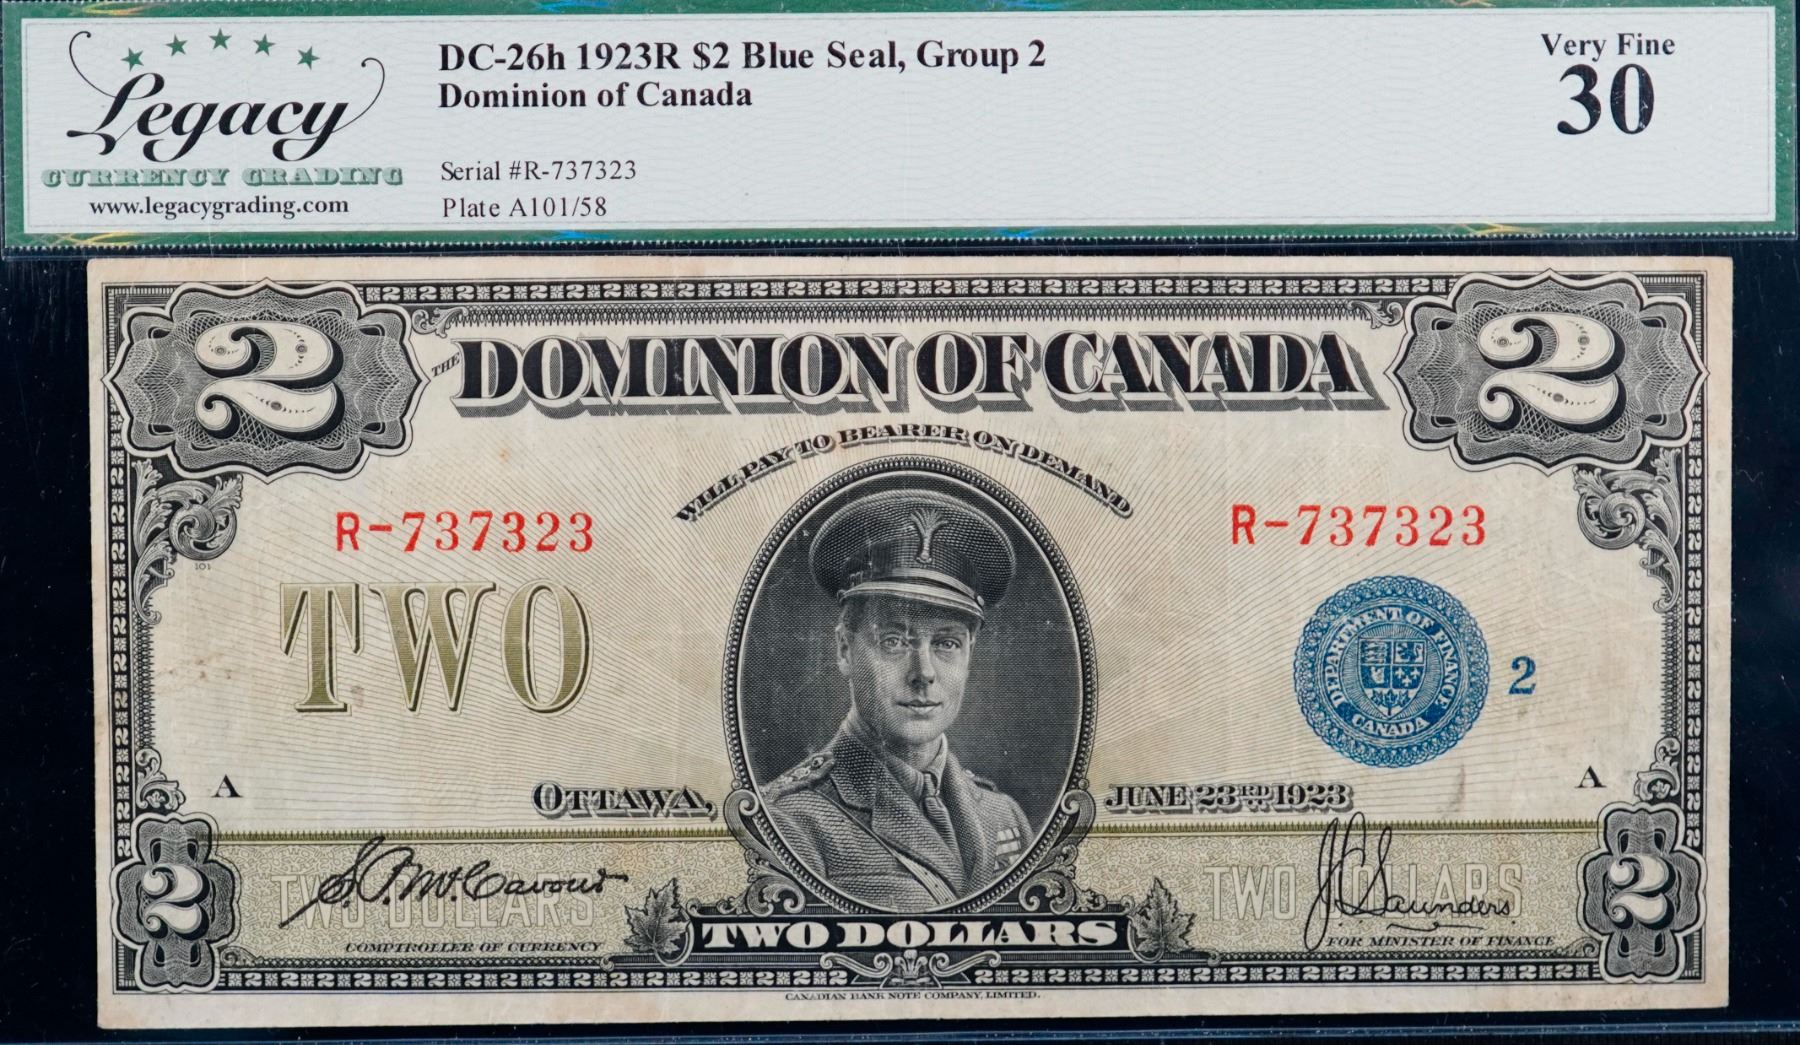 Legacy
CURRENCY GRADING
www.legacygrading.com
DC-26h 1923R $2 Blue Seal, Group 2
Dominion of Canada
Serial #R-737323
Plate A101/58
Very Fine
30
2
2
THE DOMINION OF CANADA
WILL PAY TO BEARER ON DEMAND
R-737323
R-737323
101
TWO
DEPARTMENT OF FINANCE
CANADA
2
A
A
OTTAWA,
JUNE 23RD 1923
TWO DOLLARS
TWO DOLLARS
S.P. McCavour
J C Saunders
COMPTROLLER OF CURRENCY
FOR MINISTER OF FINANCE
2
2
TWO DOLLARS
CANADIAN BANK NOTE COMPANY, LIMITED.